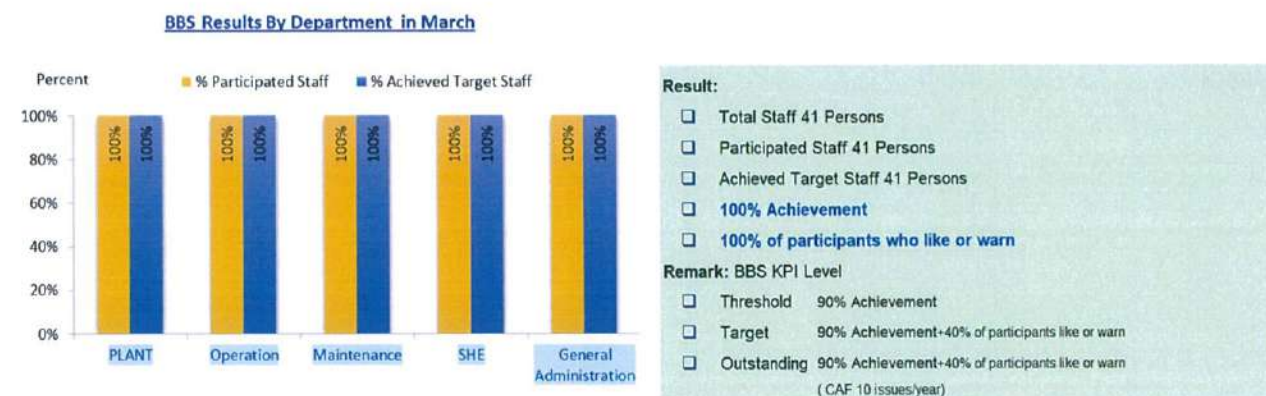 BBS Results By Department in March
Percent
% Participated Staff
% Achieved Target Staff
100%
80%
60%
40%
20%
0%
100%
100%
100%
100%
100%
100%
100%
100%
100%
100%
PLANT
Operation
Maintenance
SHE
General
Administration
Result:
Total Staff 41 Persons
Participated Staff 41 Persons
Achieved Target Staff 41 Persons
100% Achievement
100% of participants who like or warn
Remark: BBS KPI Level
Threshold 90% Achievement
Target 90% Achievement+40% of participants like or warn
Outstanding 90% Achievement+40% of participants like or warn
( CAF 10 issues/year)